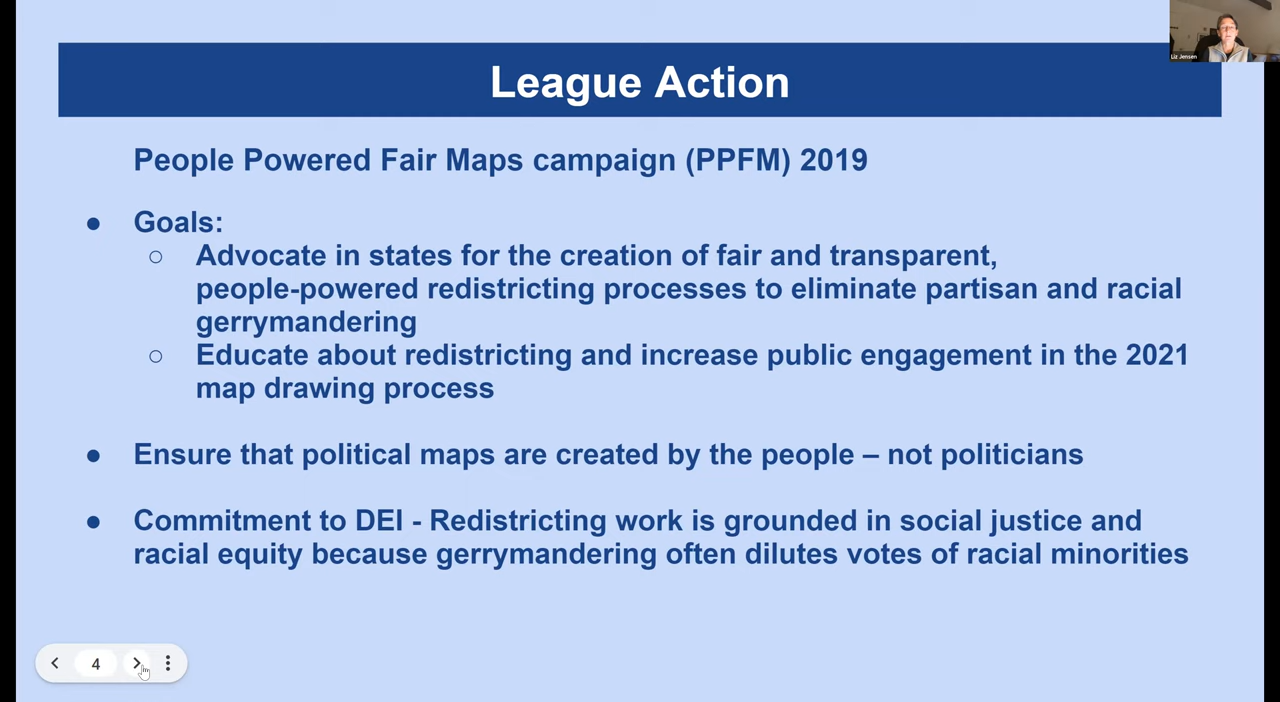 Liz Jensen
League Action
People Powered Fair Maps campaign (PPFM) 2019
● Goals:
○ Advocate in states for the creation of fair and transparent,
people-powered redistricting processes to eliminate partisan and racial
gerrymandering
○ Educate about redistricting and increase public engagement in the 2021
map drawing process
● Ensure that political maps are created by the people – not politicians
● Commitment to DEI - Redistricting work is grounded in social justice and
racial equity because gerrymandering often dilutes votes of racial minorities
4